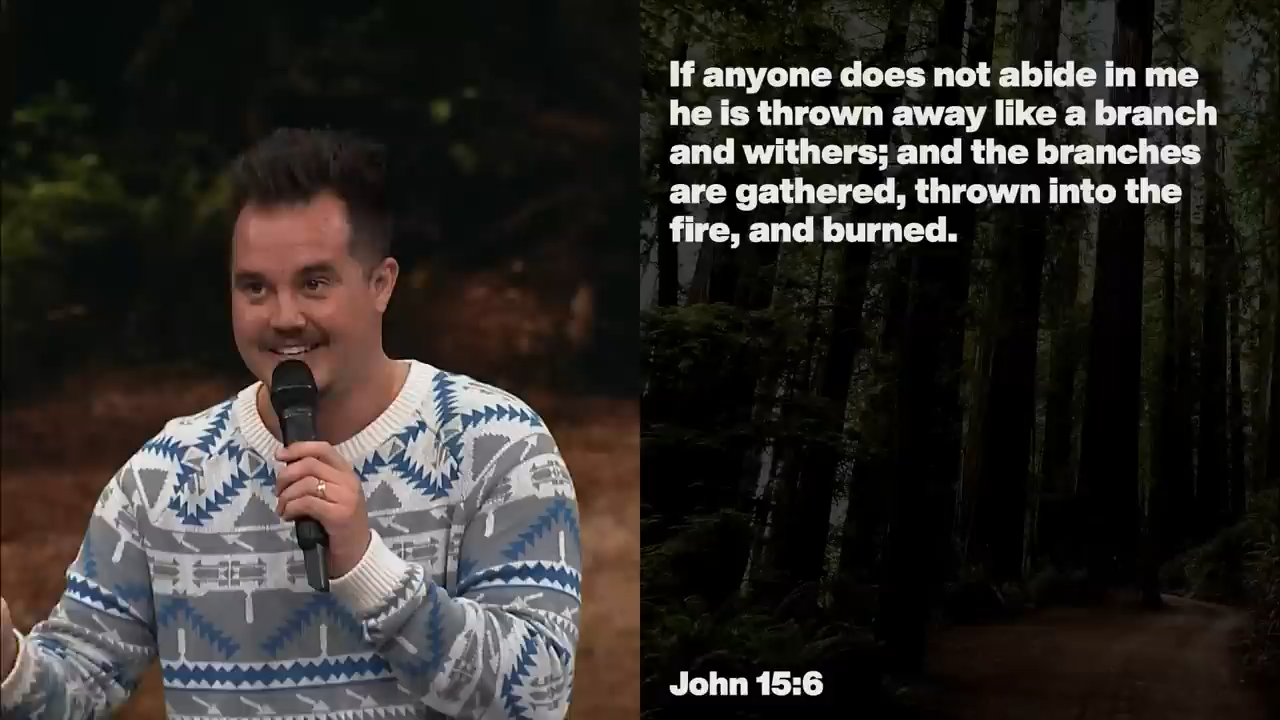 If anyone does not abide in me
he is thrown away like a branch
and withers; and the branches
are gathered, thrown into the
fire, and burned.
John 15:6